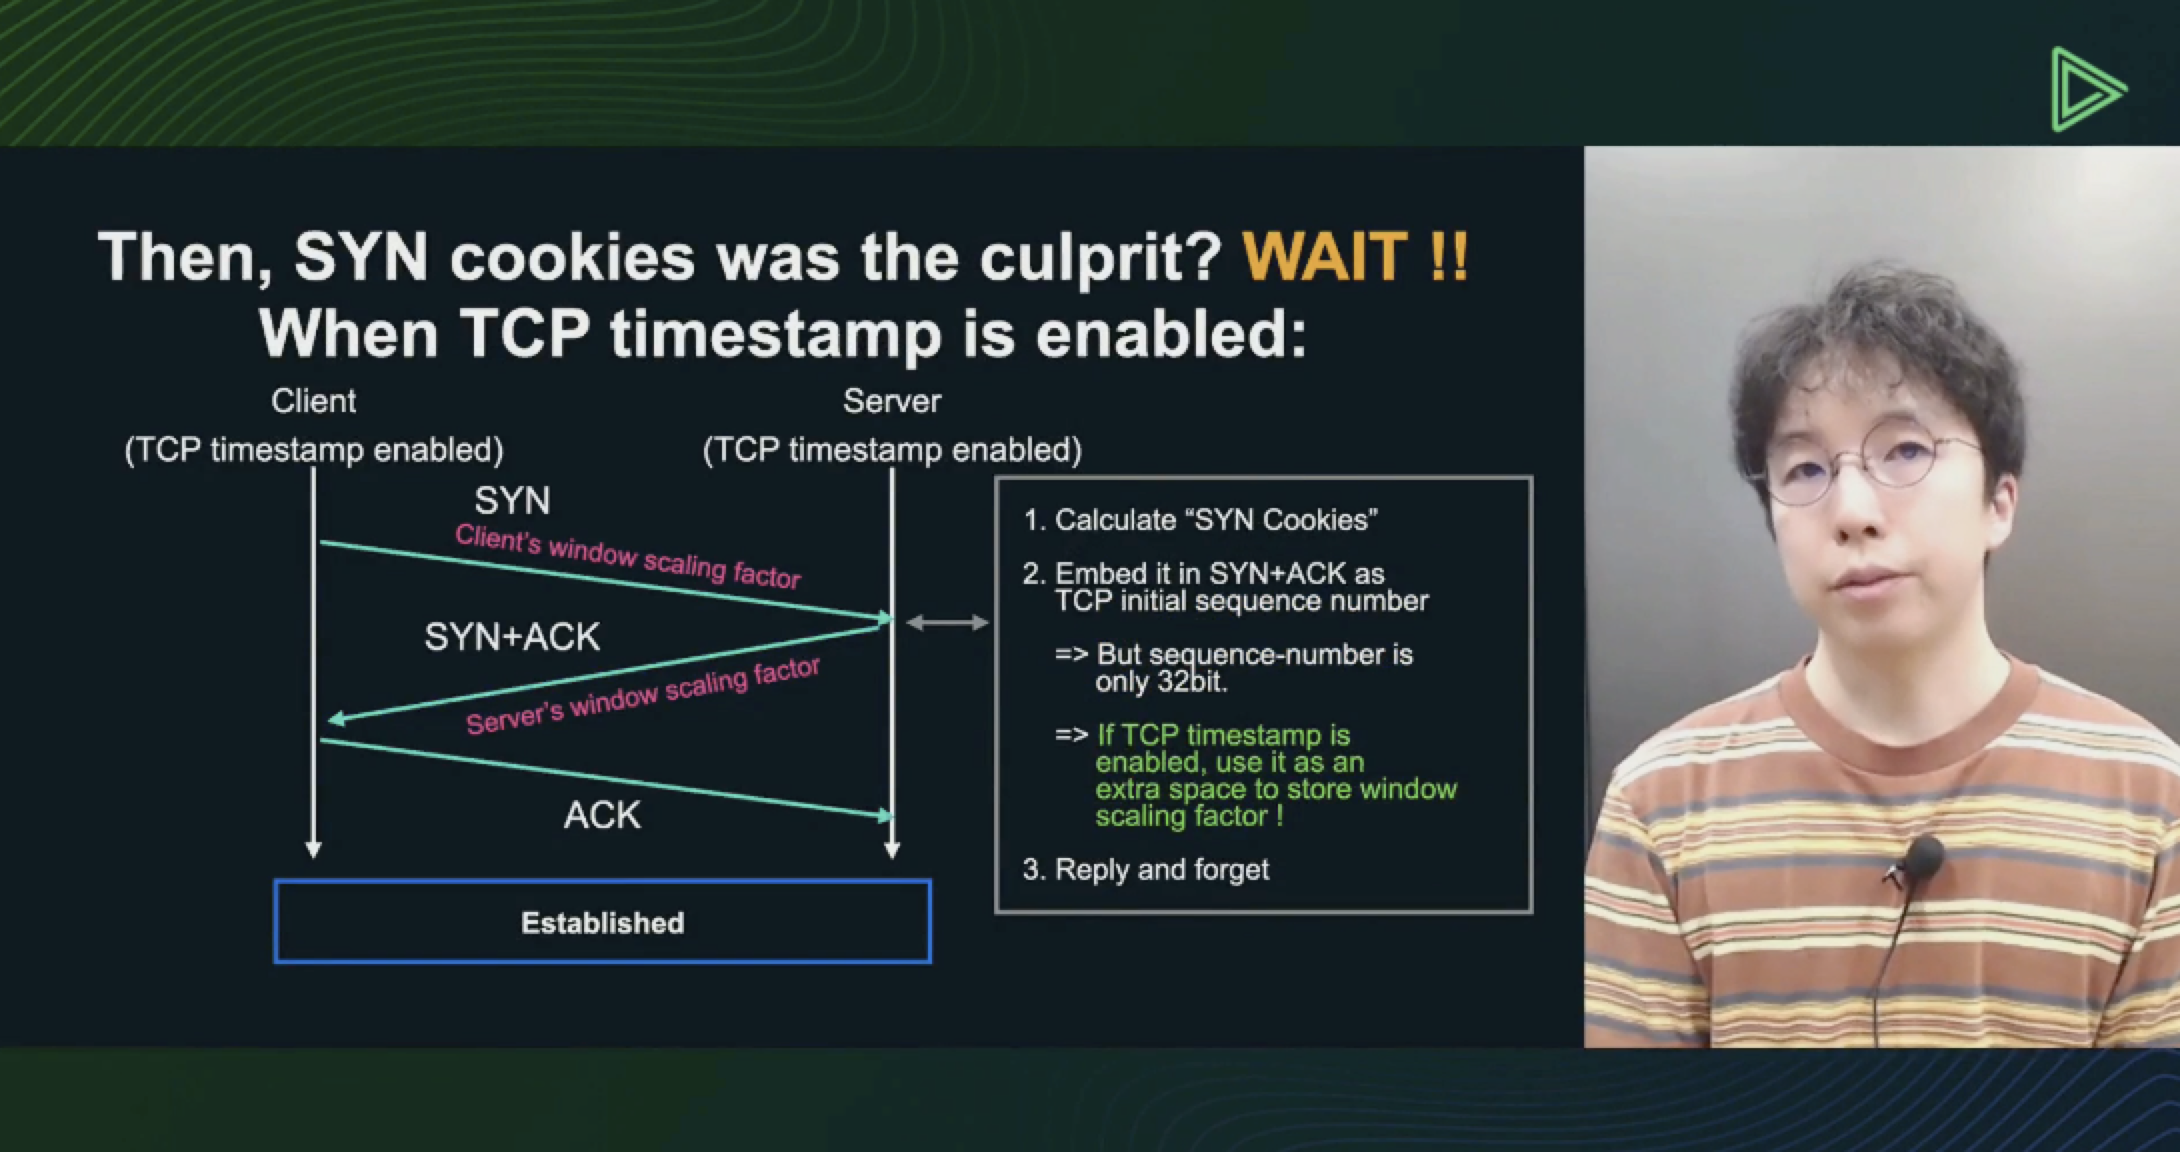 Then, SYN cookies was the culprit? WAIT !!
When TCP timestamp is enabled:
Client
(TCP timestamp enabled)
Server
(TCP timestamp enabled)
SYN
Client's window scaling factor
SYN+ACK
Server's window scaling factor
ACK
Established
1. Calculate “SYN Cookies”
2. Embed it in SYN+ACK as
TCP initial sequence number
=> But sequence-number is
only 32bit.
=> If TCP timestamp is
enabled, use it as an
extra space to store window
scaling factor !
3. Reply and forget